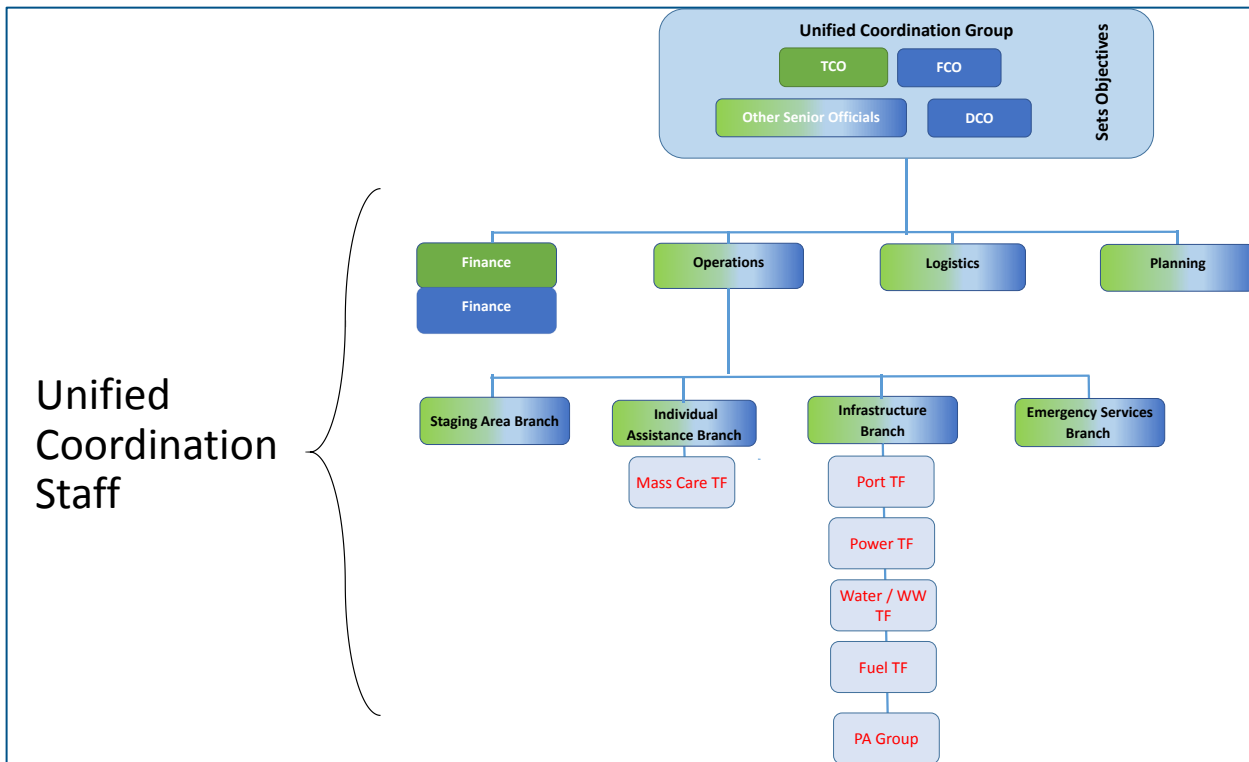 Unified Coordination Group
TCO
FCO
Other Senior Officials
DCO
Sets Objectives
Finance
Operations
Logistics
Planning
Finance
Unified
Coordination
Staff
Staging Area Branch
Individual
Assistance Branch
Infrastructure
Branch
Emergency Services
Branch
Mass Care TF
Port TF
Power TF
Water / WW
TF
Fuel TF
PA Group